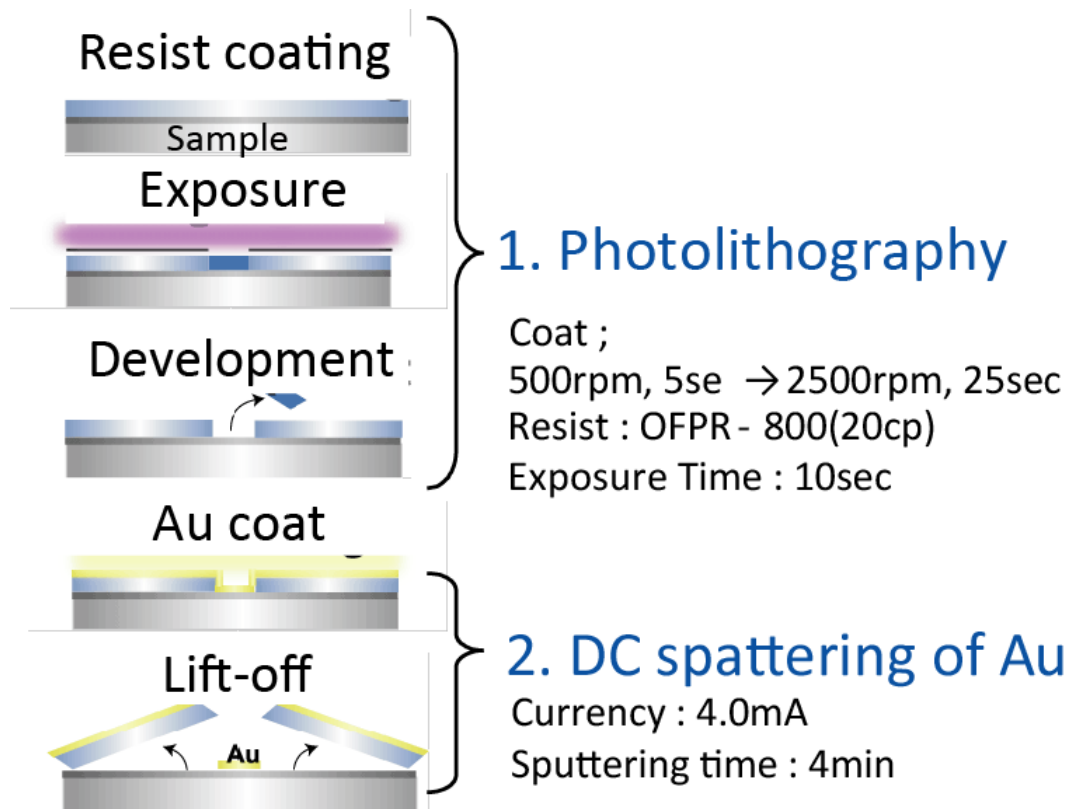 Resist coating
Sample
Exposure
Development
Au coat
Lift-off
Au
1. Photolithography
Coat ;
500rpm, 5se →2500rpm, 25sec
Resist : OFPR - 800(20cp)
Exposure Time : 10sec
2. DC spattering of Au
Currency : 4.0mA
Sputtering time : 4min